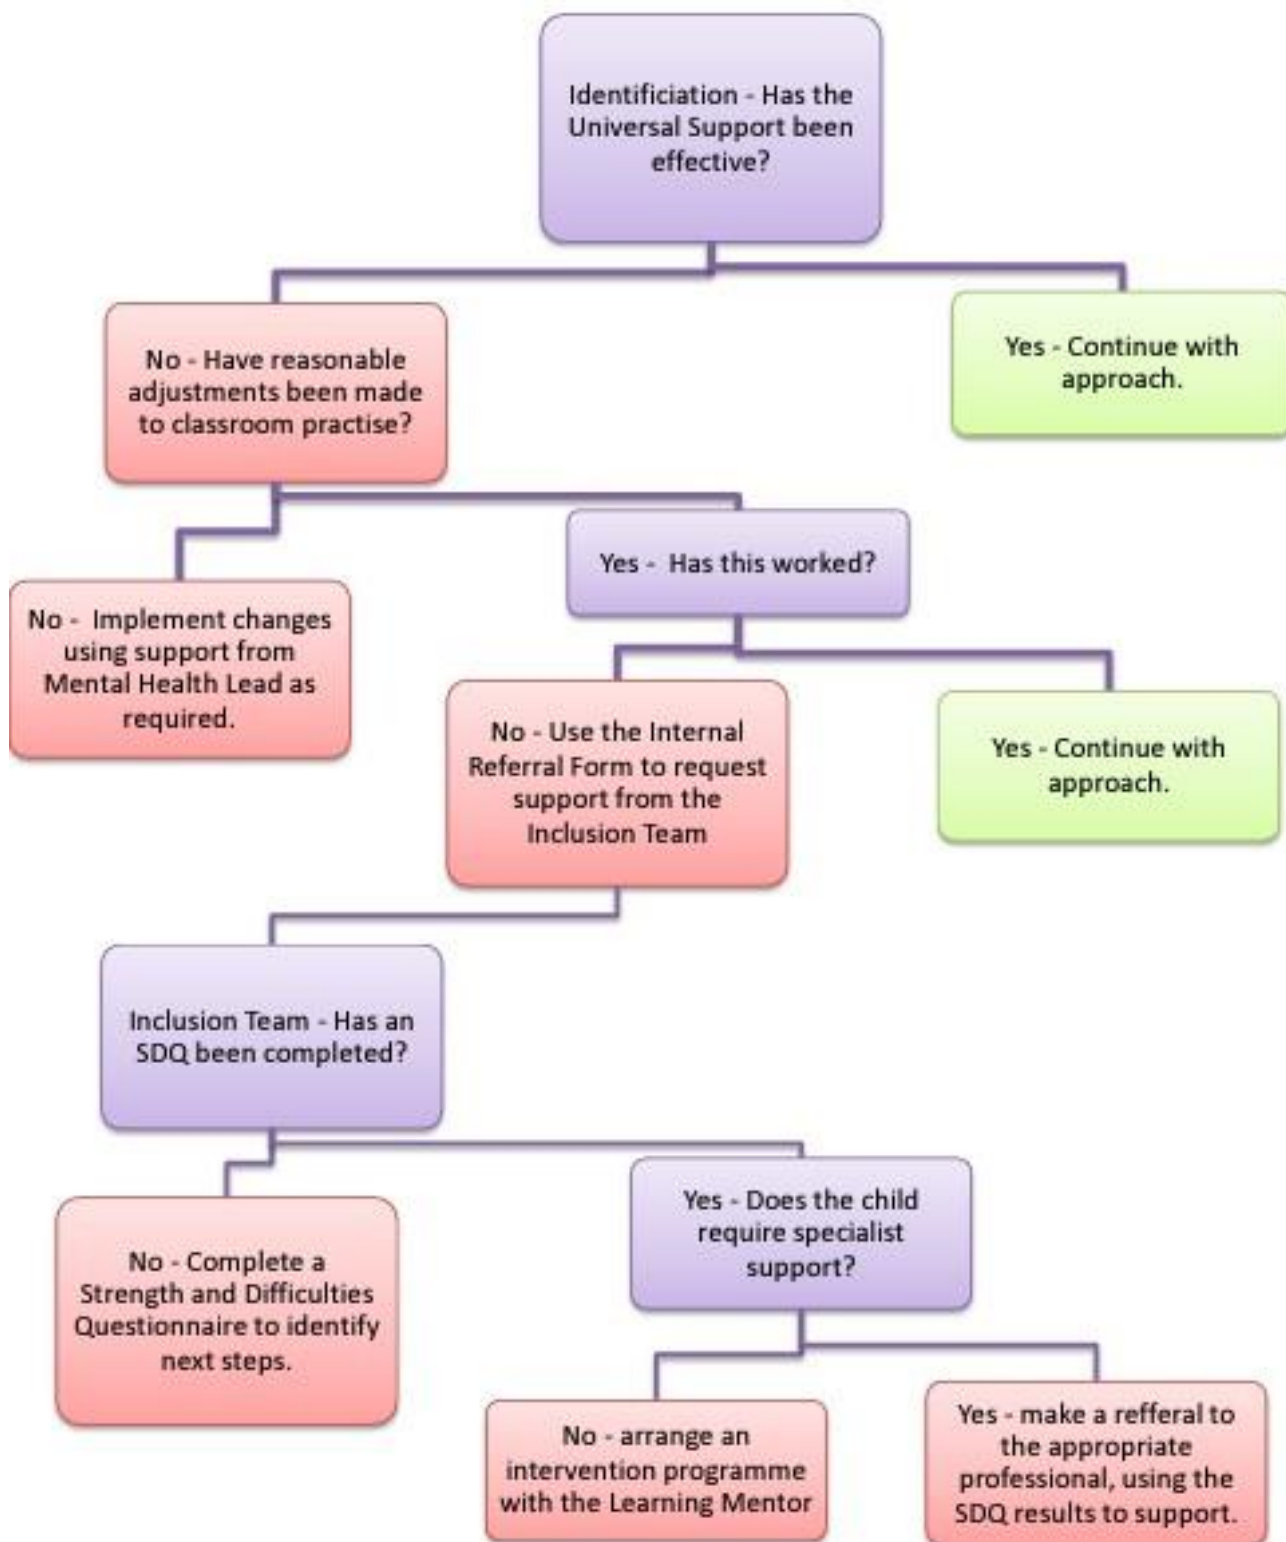 Identificiation - Has the
Universal Support been
effective?
No - Have reasonable
adjustments been made
to classroom practise?
Yes - Continue with
approach.
Yes - Has this worked?
No - Implement changes
using support from
Mental Health Lead as
required.
No - Use the Internal
Referral Form to request
support from the
Inclusion Team
Yes - Continue with
approach.
Inclusion Team - Has an
SDQ been completed?
No - Complete a
Strength and Difficulties
Questionnaire to identify
next steps.
Yes - Does the child
require specialist
support?
No - arrange an
intervention programme
with the Learning Mentor
Yes - make a refferal to
the appropriate
professional, using the
SDQ results to support.